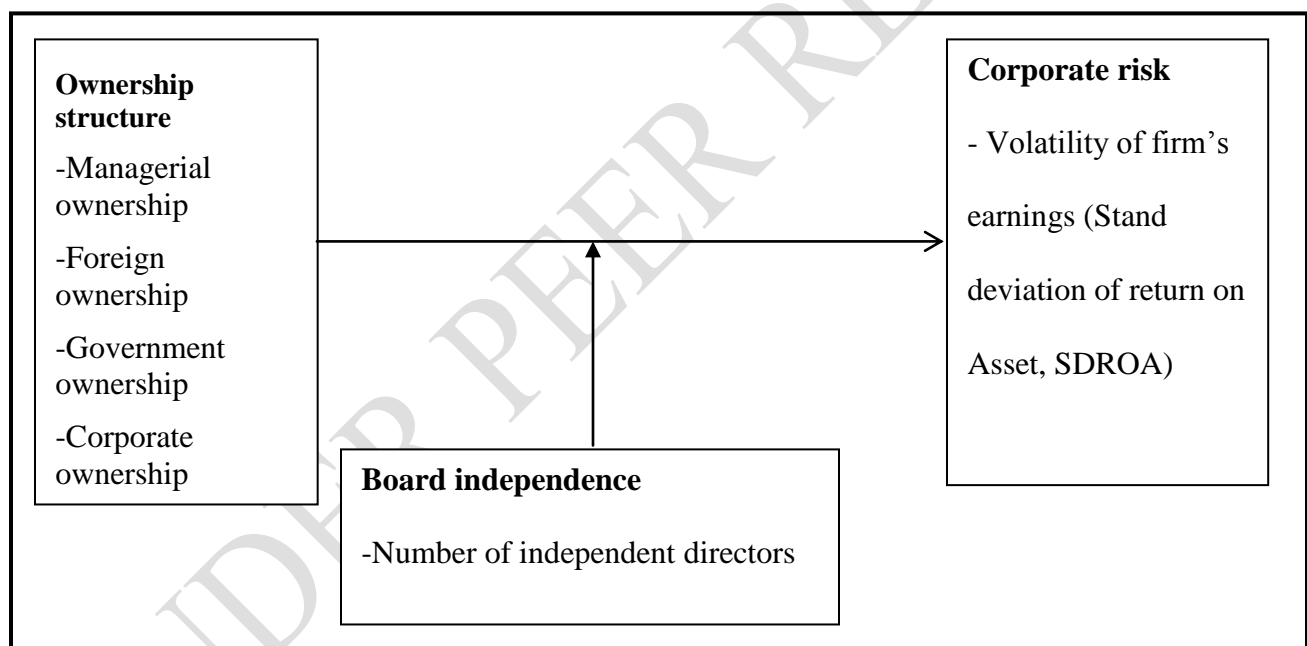 Ownership
structure
-Managerial
ownership
-Foreign
ownership
-Government
ownership
-Corporate
ownership
Board independence
-Number of independent directors
Corporate risk
- Volatility of firm’s
earnings (Stand
deviation of return on
Asset, SDROA)
PEER